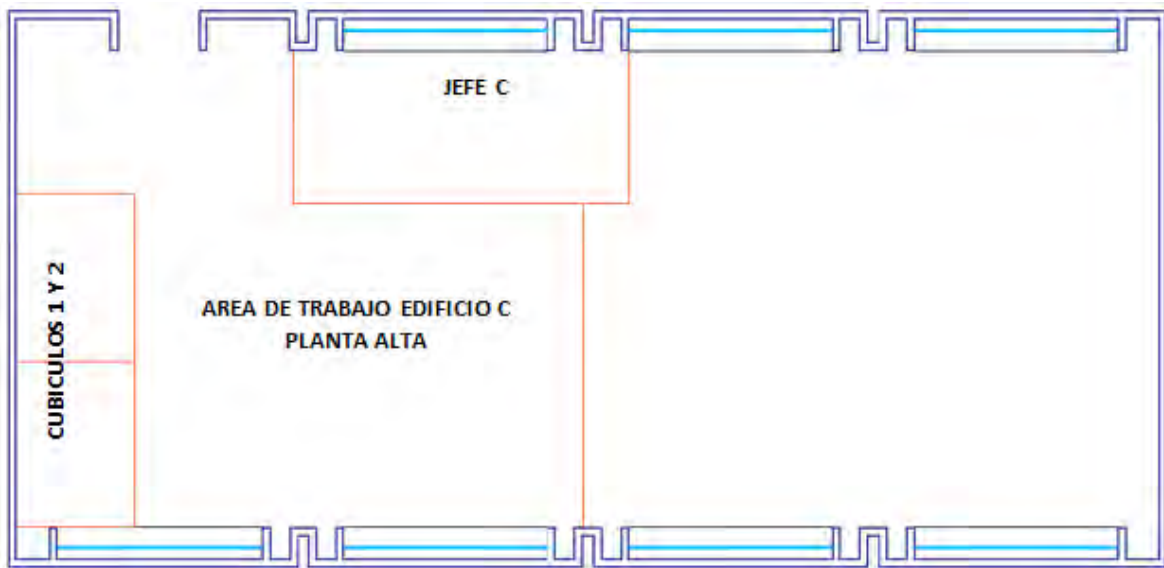 JEFE C
CUBICULOS 1 Y 2
AREA DE TRABAJO EDIFICIO C
PLANTA ALTA